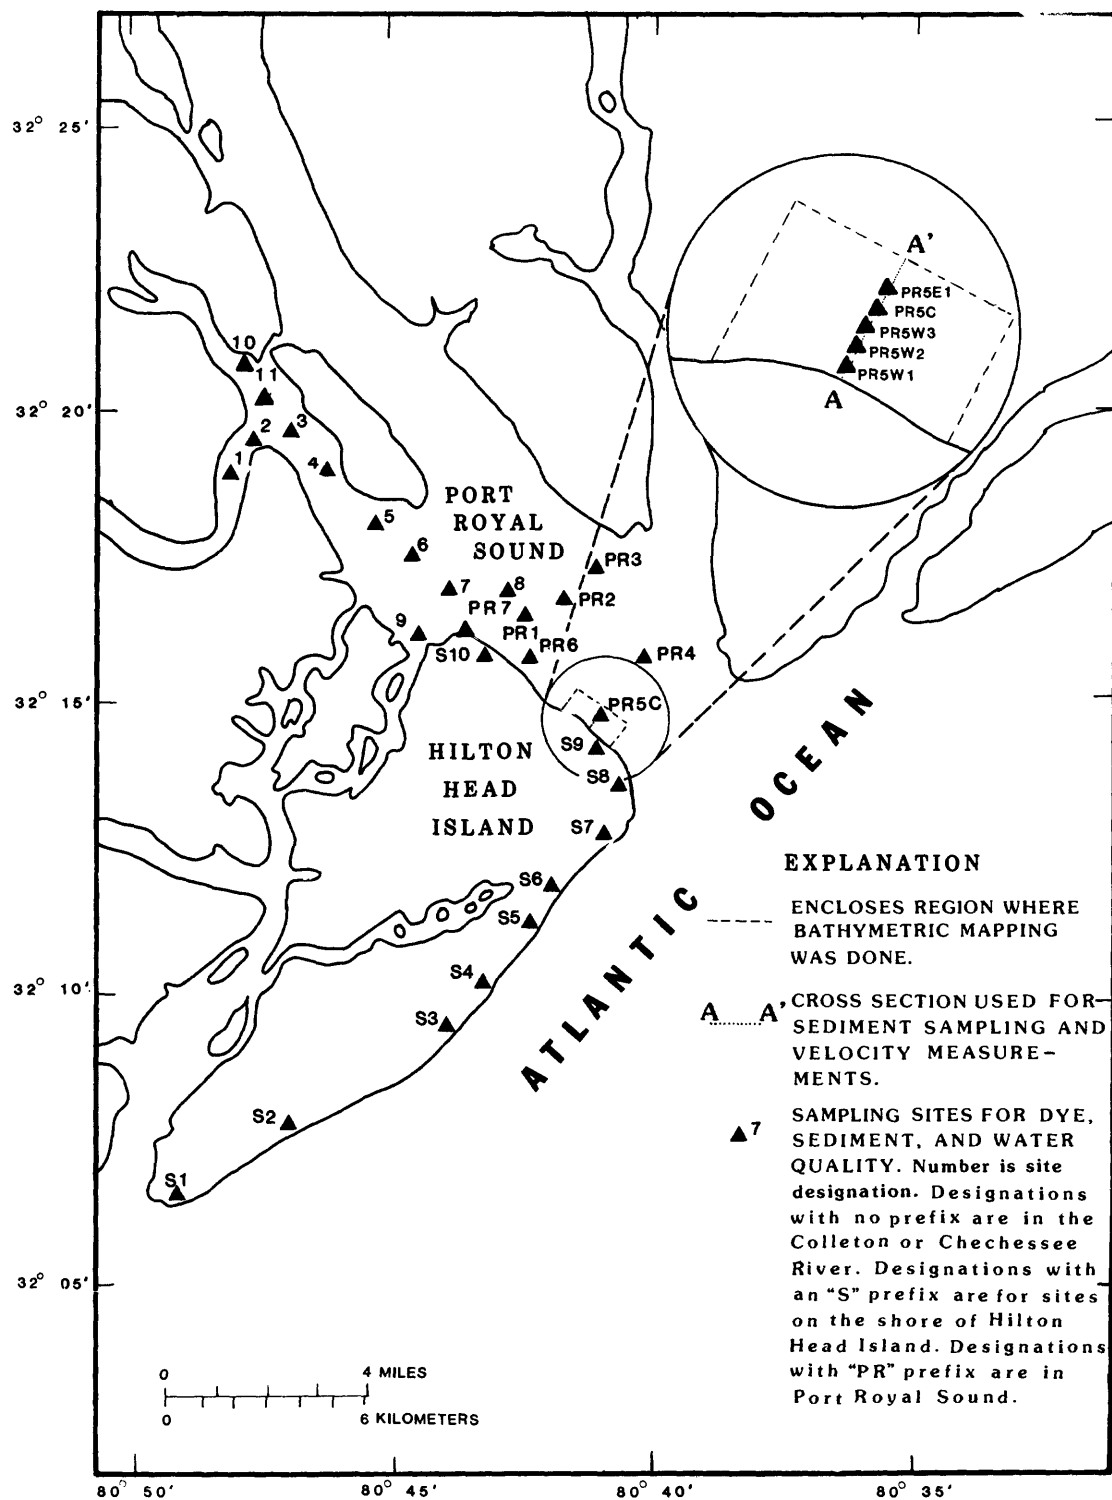 32° 25'
32° 20'
32° 15'
32° 10'
32° 05'
A'
PR5E1
PR5C
PR5W3
PR5W2
PR5W1
A
10
11
2
3
1
4
5
6
7
8
9
PORT
ROYAL
SOUND
PR3
PR2
PR7
PR1
PR6
S10
PR4
PR5C
S9
S8
S7
S6
S5
S4
S3
S2
S1
HILTON
HEAD
ISLAND
ATLANTIC OCEAN
EXPLANATION
ENCLOSES REGION WHERE
BATHYMETRIC MAPPING
WAS DONE.
A A' CROSS SECTION USED FOR
SEDIMENT SAMPLING AND
VELOCITY MEASURE-
MENTS.
7 SAMPLING SITES FOR DYE,
SEDIMENT, AND WATER
QUALITY. Number is site
designation. Designations
with no prefix are in the
Colleton or Chechessee
River. Designations with
an "S" prefix are for sites
on the shore of Hilton
Head Island. Designations
with "PR" prefix are in
Port Royal Sound.
0 4 MILES
0 6 KILOMETERS
80° 50' 80° 45' 80° 40' 80° 35'